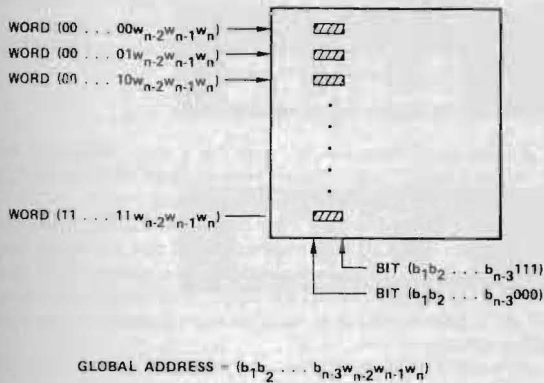 WORD (00 . . . 00w_{n-2}w_{n-1}w_n)
WORD (00 . . . 01w_{n-2}w_{n-1}w_n)
WORD (00 . . . 10w_{n-2}w_{n-1}w_n)
WORD (11 . . . 11w_{n-2}w_{n-1}w_n)
BIT (b_1b_2 . . . b_{n-3}111)
BIT (b_1b_2 . . . b_{n-3}000)
GLOBAL ADDRESS = (b_1b_2 . . . b_{n-3}w_{n-2}w_{n-1}w_n)